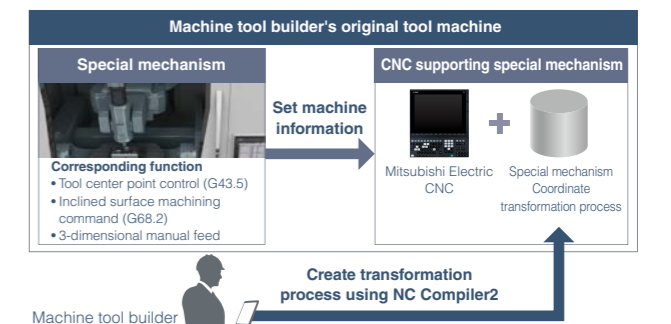 Machine tool builder's original tool machine
Special mechanism
Corresponding function
• Tool center point control (G43.5)
• Inclined surface machining
command (G68.2)
• 3-dimensional manual feed
Set machine
information
CNC supporting special mechanism
Mitsubishi Electric
CNC
+
Special mechanism
Coordinate
transformation process
Create transformation
process using NC Compiler2
Machine tool builder